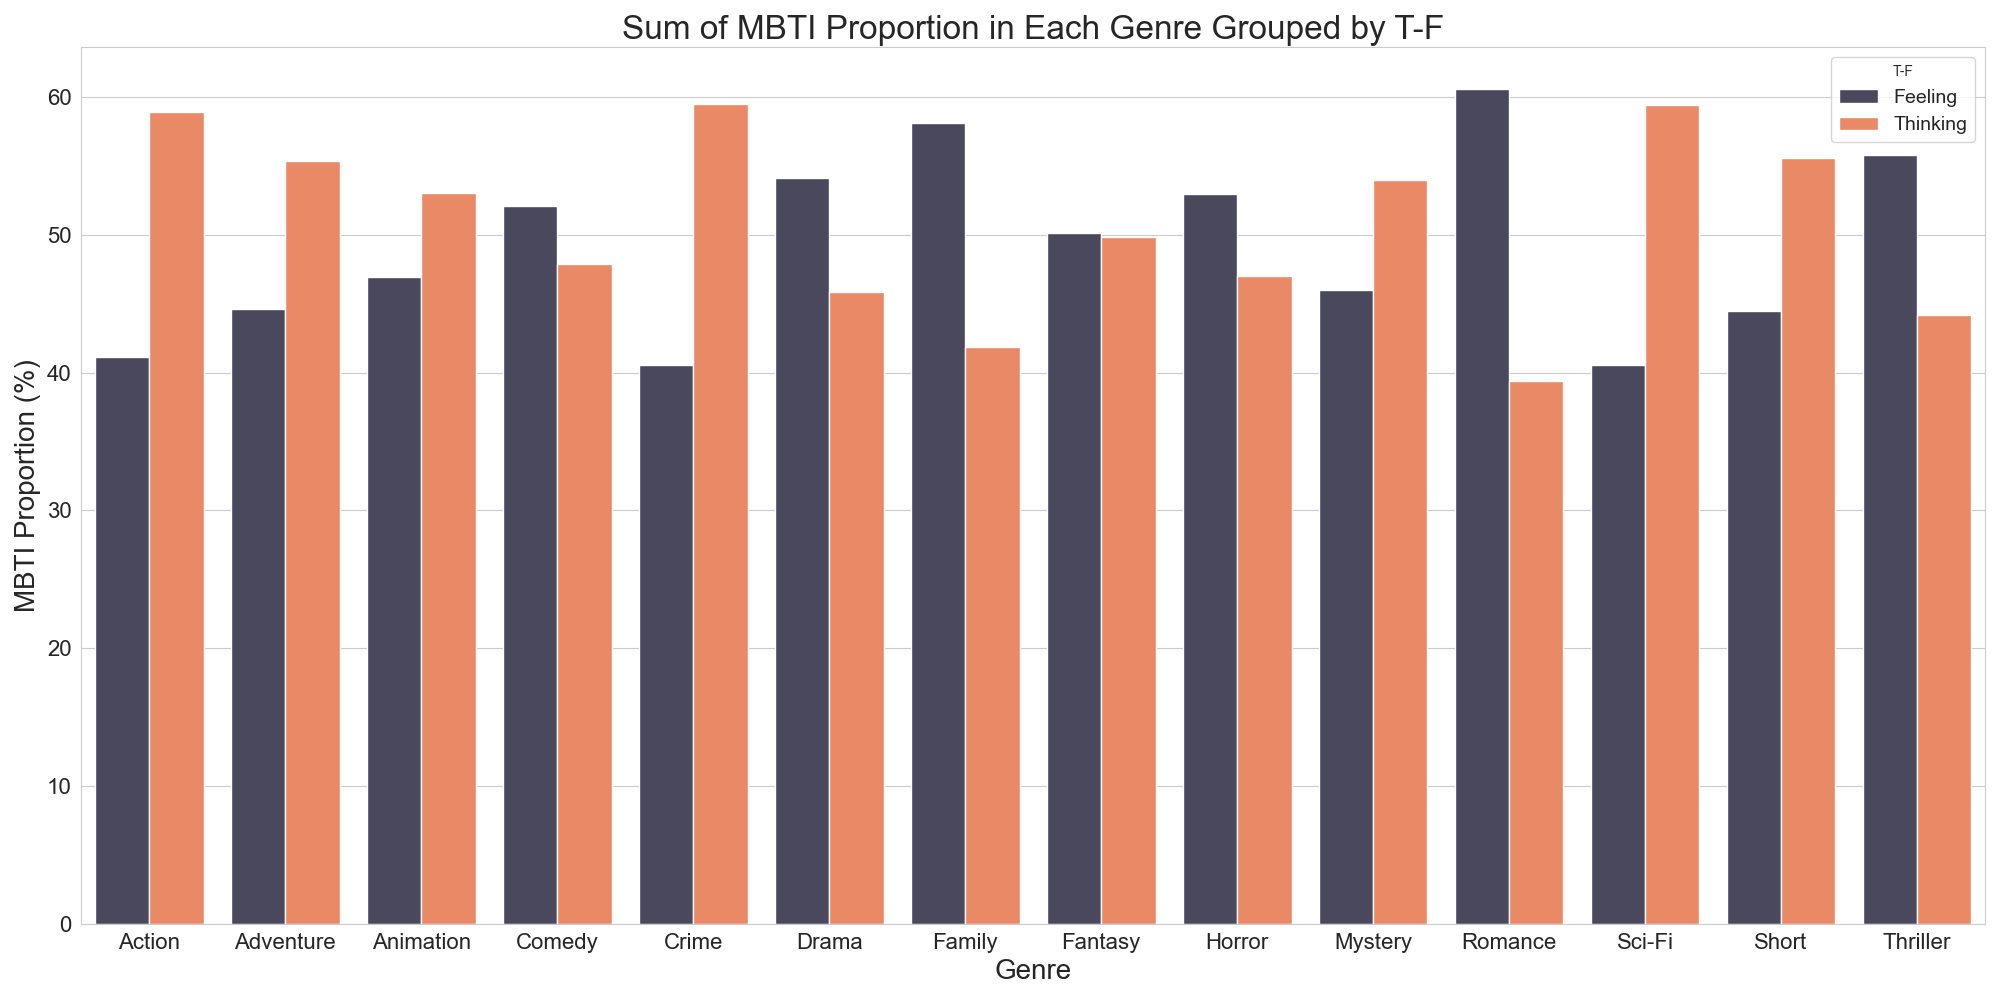 Sum of MBTI Proportion in Each Genre Grouped by T-F
T-F
Feeling
Thinking
MBTI Proportion (%)
60
50
40
30
20
10
0
Action Adventure Animation Comedy Crime Drama Family Fantasy Horror Mystery Romance Sci-Fi Short Thriller
Genre